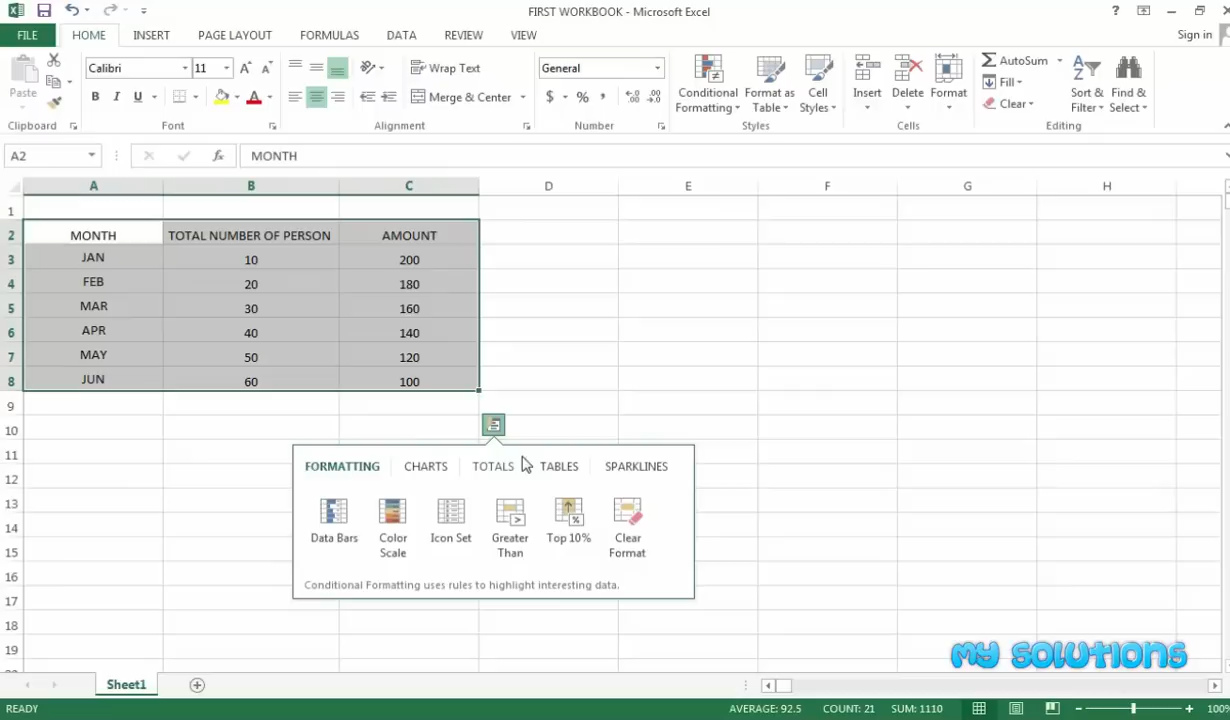 FIRST WORKBOOK - Microsoft Excel
? Sign in
FILE HOME INSERT PAGE LAYOUT FORMULAS DATA REVIEW VIEW
Paste
Calibri 11
B I U
Wrap Text
Merge & Center
General
$ % ,
Conditional Formatting
Format as Table
Cell Styles
Insert
Delete
Format
AutoSum
Fill
Clear
Sort & Filter
Find & Select
Clipboard Font Alignment Number Styles Cells Editing
A2 fx MONTH
A B C D E F G H
1
2 MONTH TOTAL NUMBER OF PERSON AMOUNT
3 JAN 10 200
4 FEB 20 180
5 MAR 30 160
6 APR 40 140
7 MAY 50 120
8 JUN 60 100
9
10
11
12
13
14
15
16
17
18
19
FORMATTING CHARTS TOTALS TABLES SPARKLINES
Data Bars
Color Scale
Icon Set
Greater Than
Top 10%
Clear Format
Conditional Formatting uses rules to highlight interesting data.
MY SOLUTIONS
Sheet1
READY AVERAGE: 92.5 COUNT: 21 SUM: 1110 100%